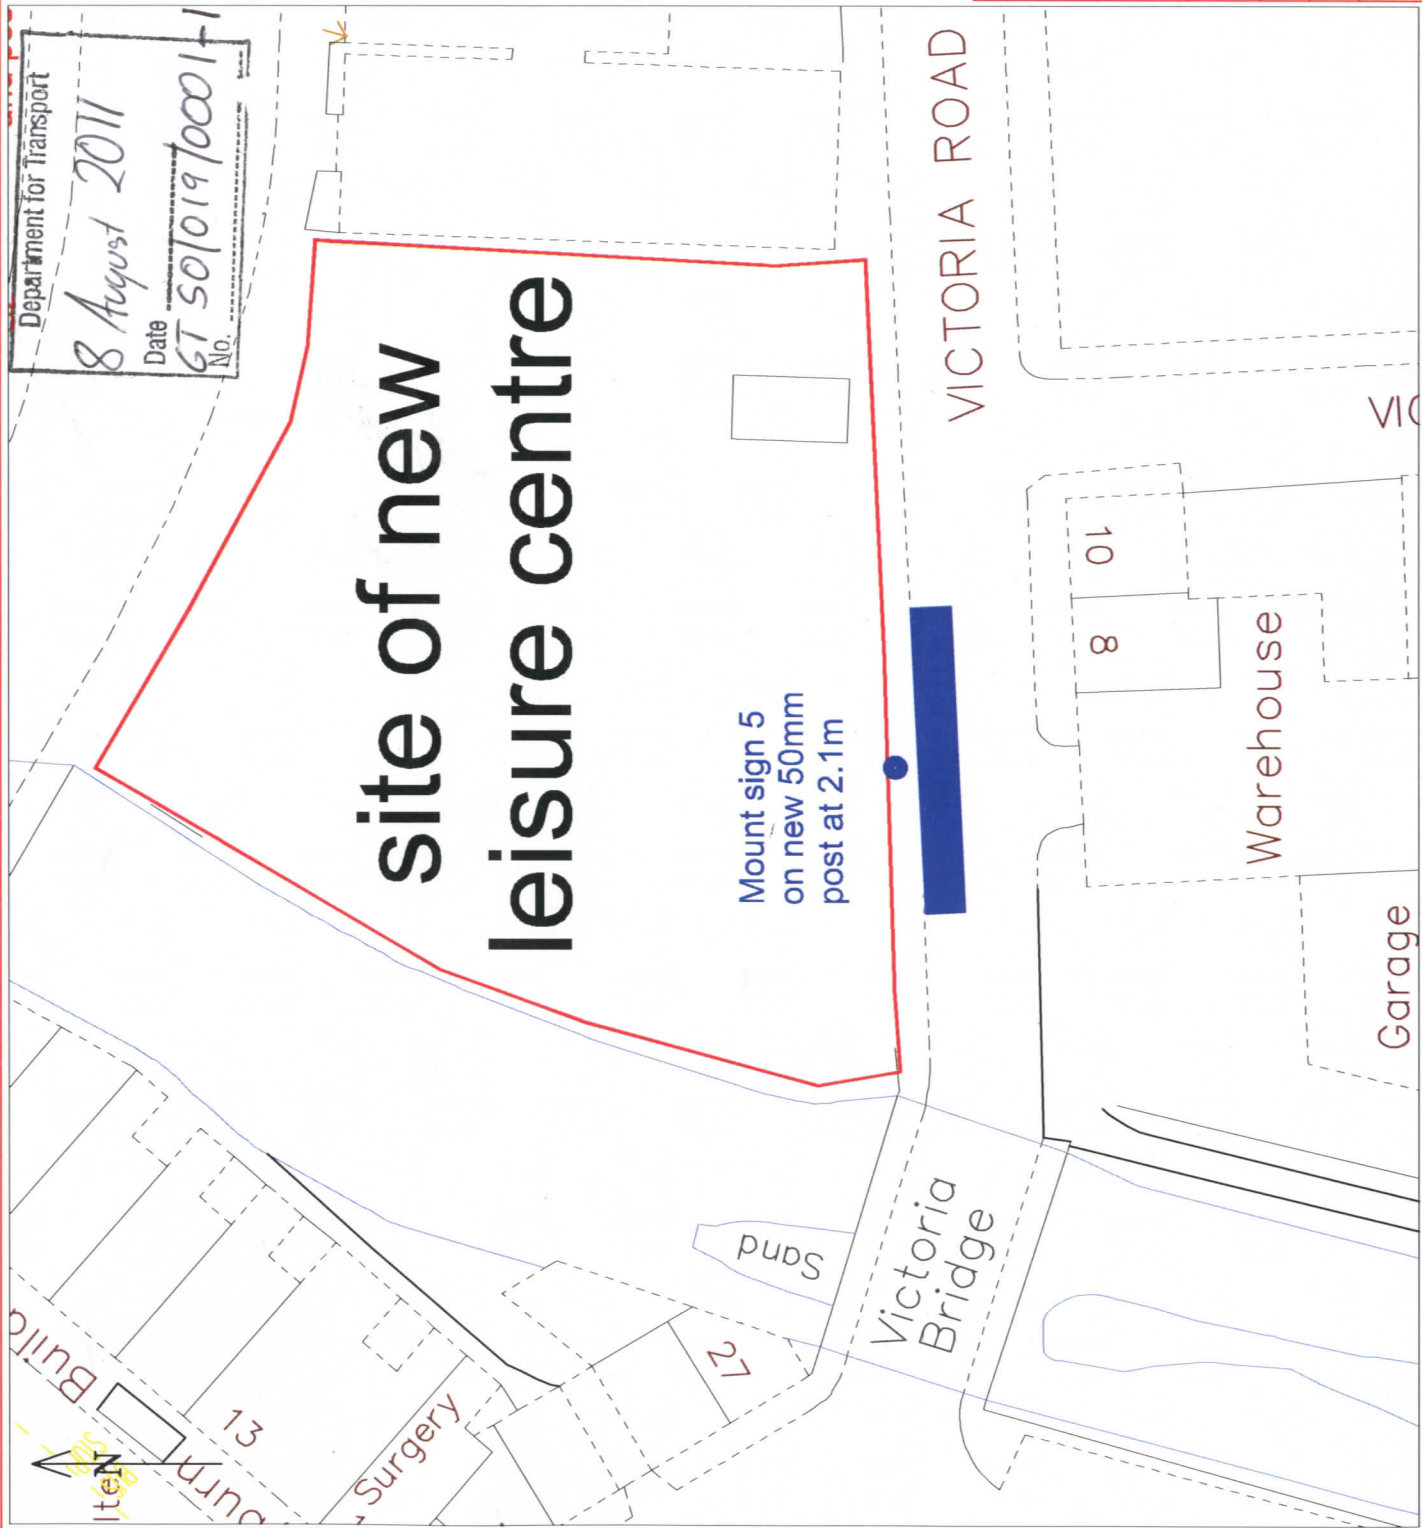 Department for Transport
8 August 2011
Date
GT 50/019/0001-1
No.
site of new
leisure centre
Mount sign 5
on new 50mm
post at 2.1m
VICTORIA ROAD
VIC
10
8
Warehouse
Garage
Victoria
Bridge
Sand
27
Surgery
13